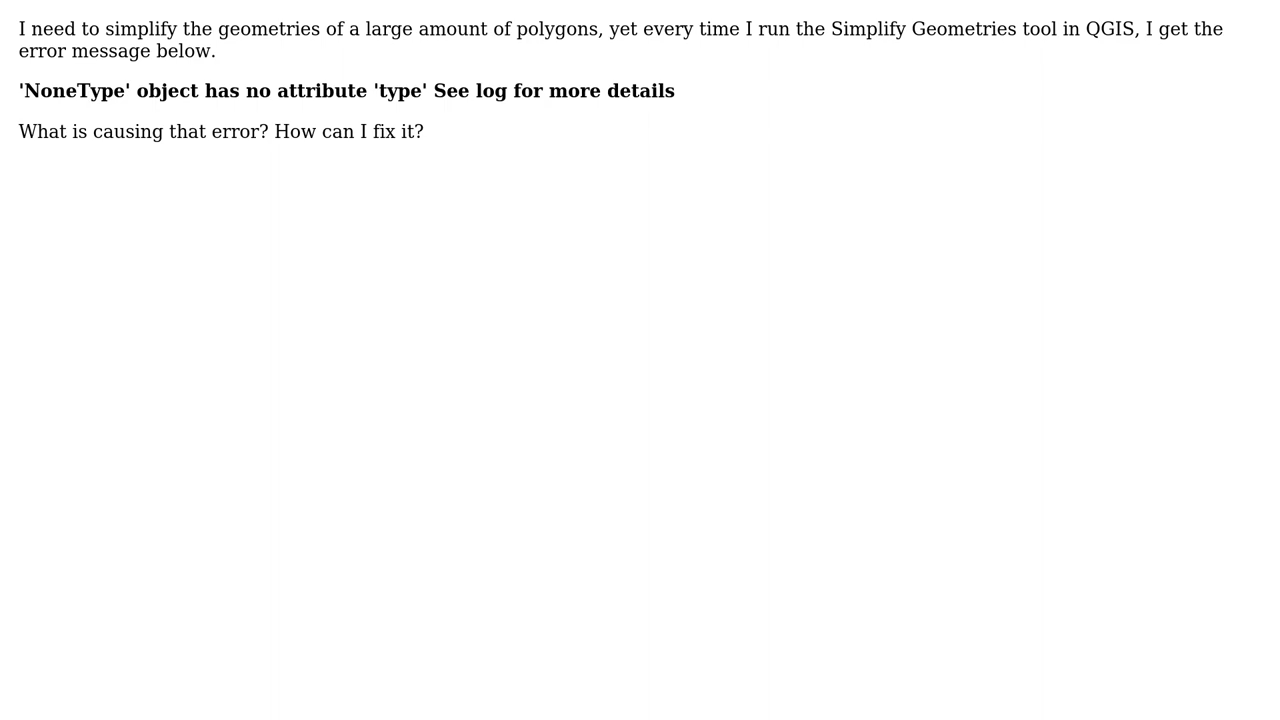 I need to simplify the geometries of a large amount of polygons, yet every time I run the Simplify Geometries tool in QGIS, I get the
error message below.
'NoneType' object has no attribute 'type' See log for more details
What is causing that error? How can I fix it?